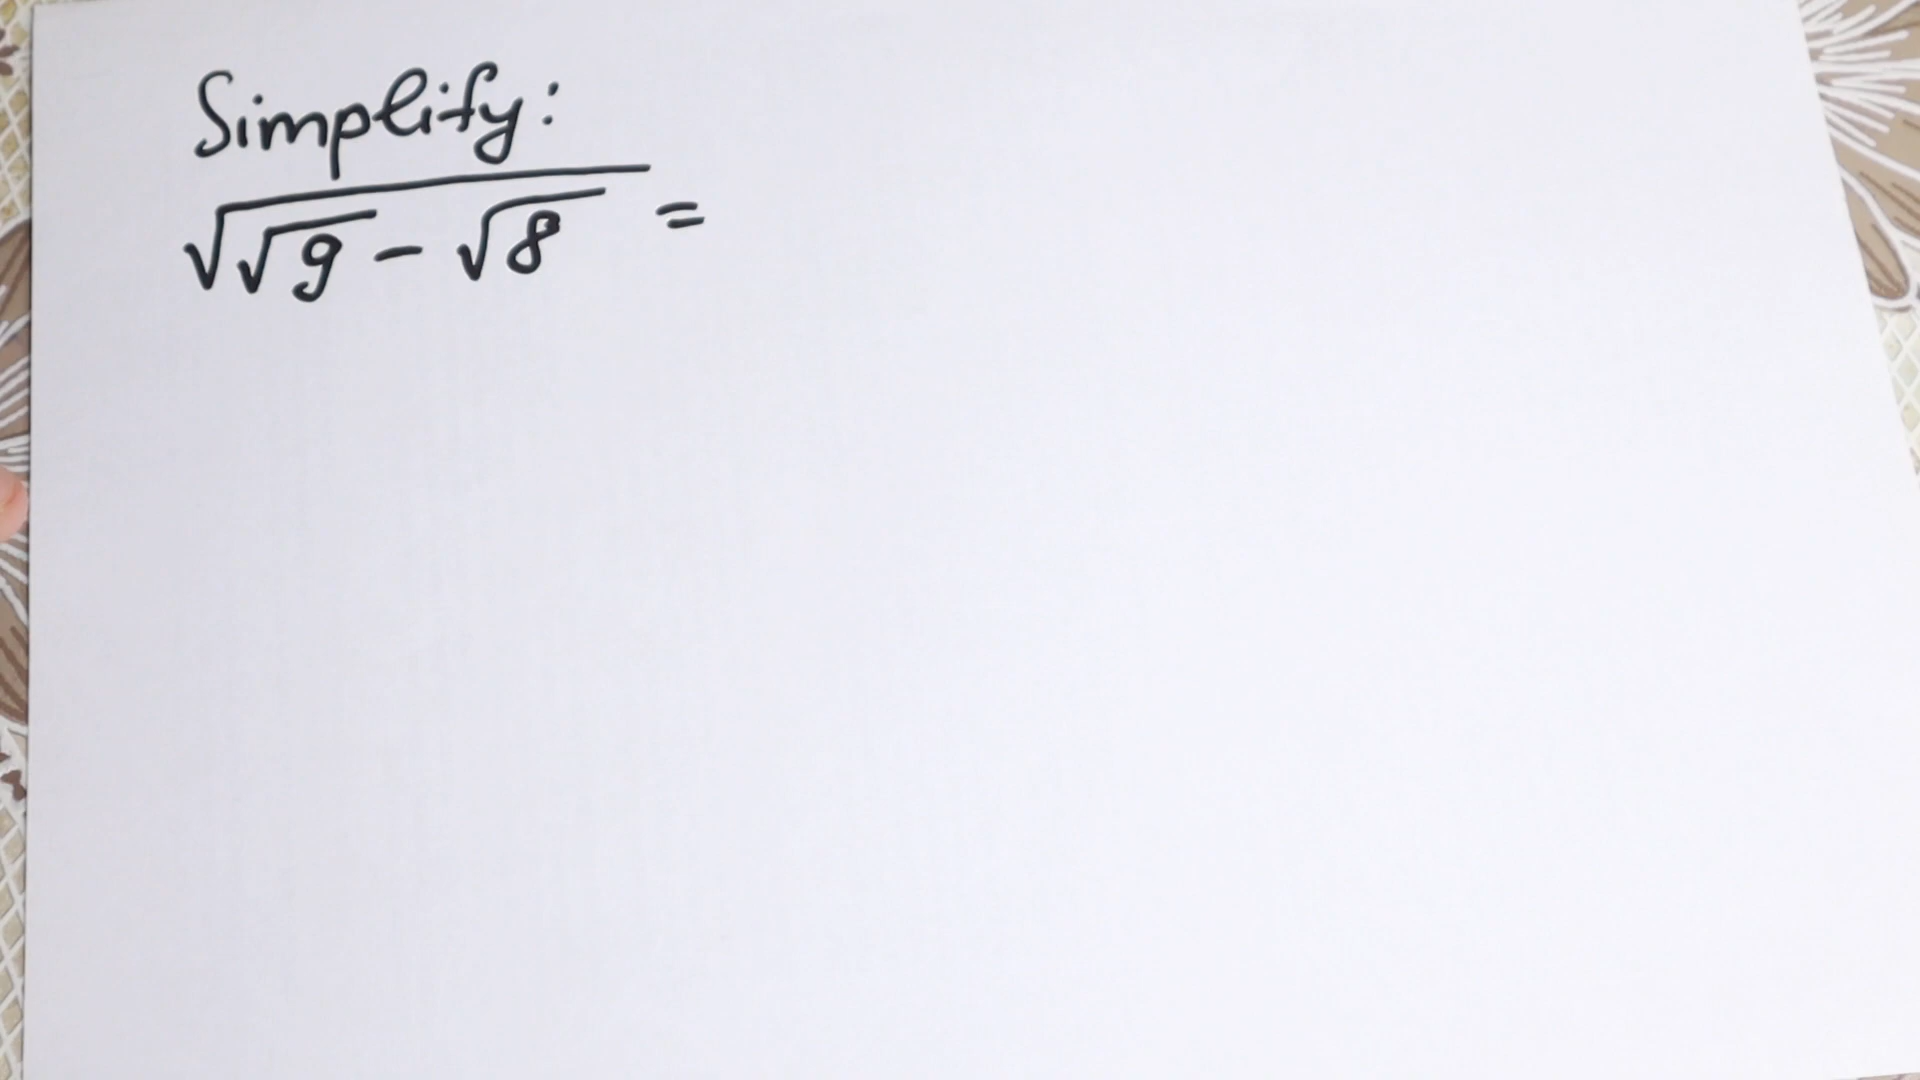 Simplify:
√(√9 - √8) =